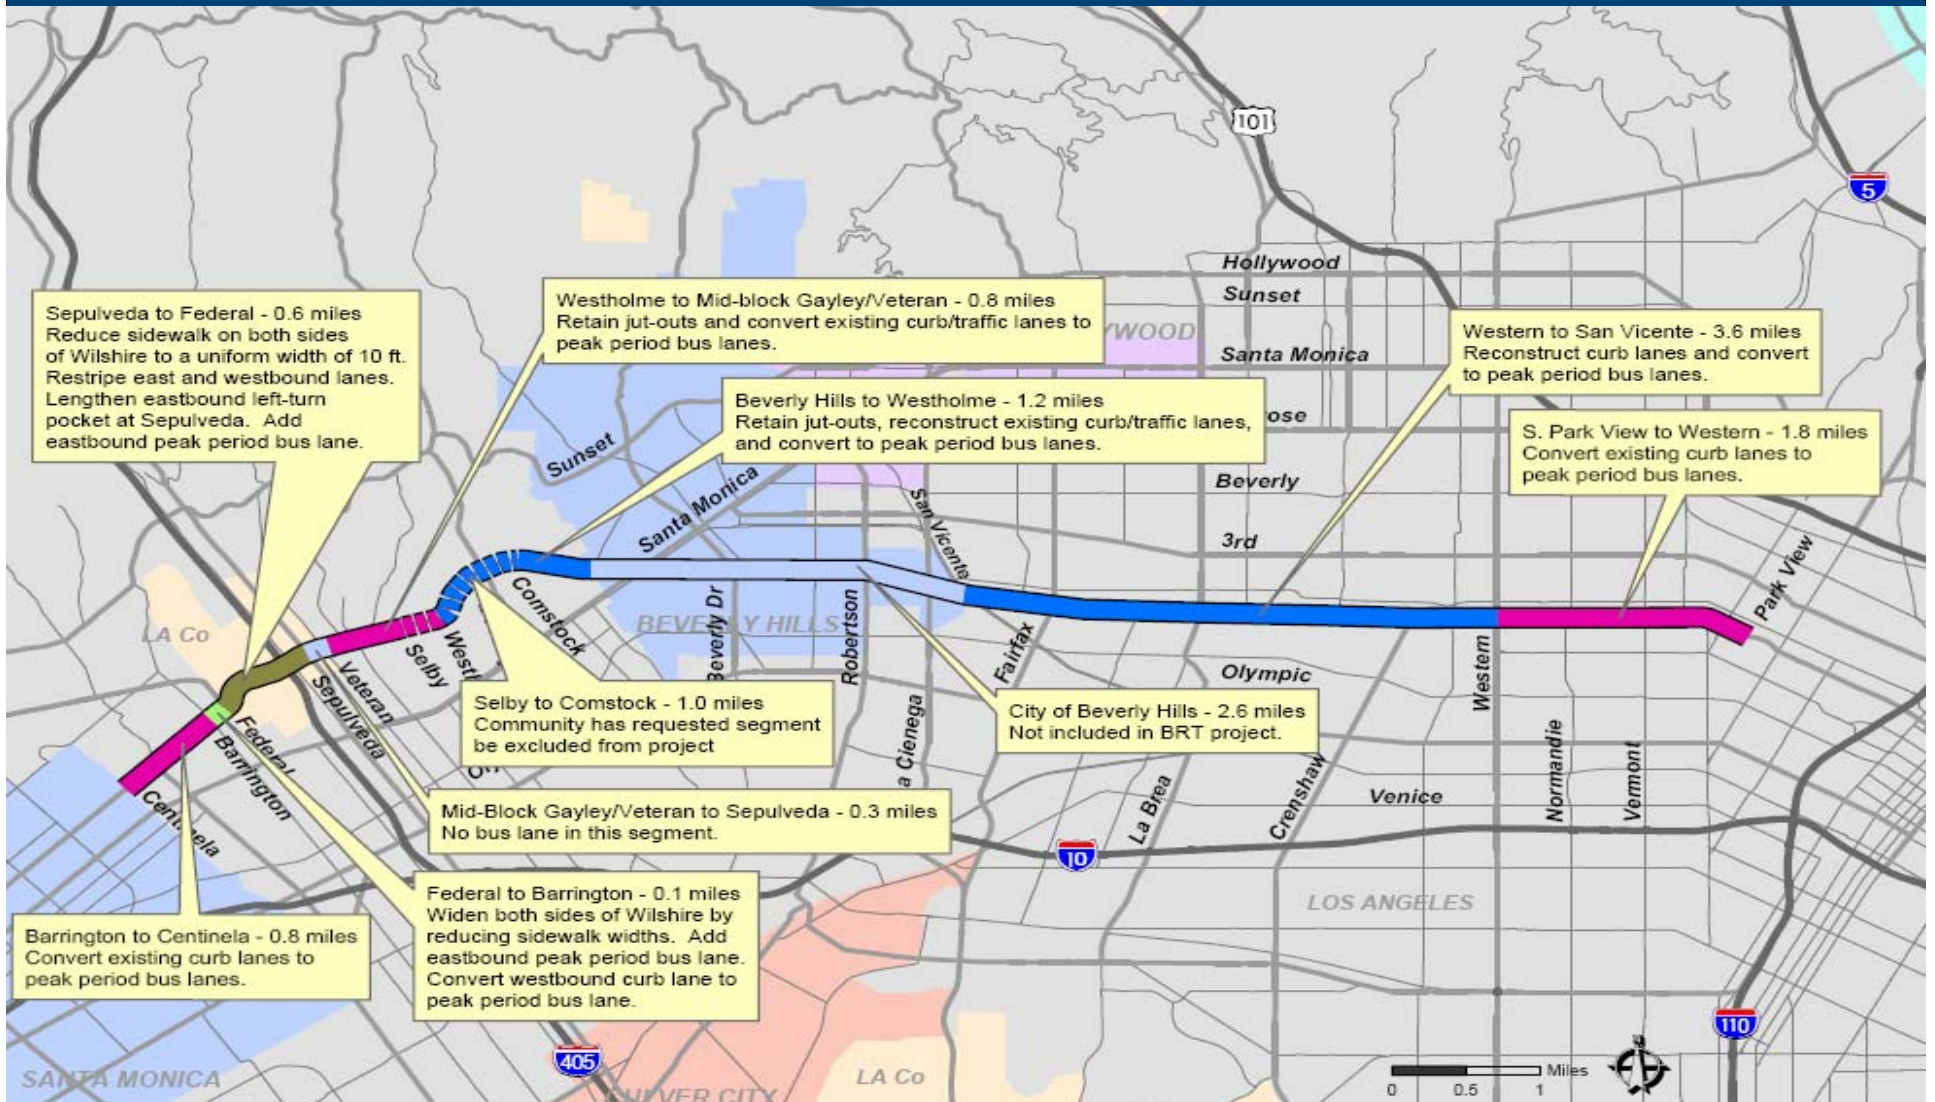 101
5
Hollywood
Sunset
Westholme to Mid-block Gayley/Veteran - 0.8 miles
Retain jut-outs and convert existing curb/traffic lanes to
peak period bus lanes.
Sepulveda to Federal - 0.6 miles
Reduce sidewalk on both sides
of Wilshire to a uniform width of 10 ft.
Restripe east and westbound lanes.
Lengthen eastbound left-turn
pocket at Sepulveda. Add
eastbound peak period bus lane.
Western to San Vicente - 3.6 miles
Reconstruct curb lanes and convert
to peak period bus lanes.
Santa Monica
Beverly Hills to Westholme - 1.2 miles
Retain jut-outs, reconstruct existing curb/traffic lanes,
and convert to peak period bus lanes.
S. Park View to Western - 1.8 miles
Convert existing curb lanes to
peak period bus lanes.
Sunset
Santa Monica
Beverly
San Vicente
3rd
Park View
Comstock
BEVERLY HILLS
Beverly Dr
Robertson
Fairfax
LA Co
Selby
Veteran
Sepulveda
Olympic
Western
Selby to Comstock - 1.0 miles
Community has requested segment
be excluded from project
City of Beverly Hills - 2.6 miles
Not included in BRT project.
Federal
Barrington
a Cienega
La Brea
Crenshaw
Venice
Normandie
Vermont
Centinela
Mid-Block Gayley/Veteran to Sepulveda - 0.3 miles
No bus lane in this segment.
10
Federal to Barrington - 0.1 miles
Widen both sides of Wilshire by
reducing sidewalk widths. Add
eastbound peak period bus lane.
Convert westbound curb lane to
peak period bus lane.
LOS ANGELES
Barrington to Centinela - 0.8 miles
Convert existing curb lanes to
peak period bus lanes.
110
405
SANTA MONICA
LA Co
Miles
0 0.5 1